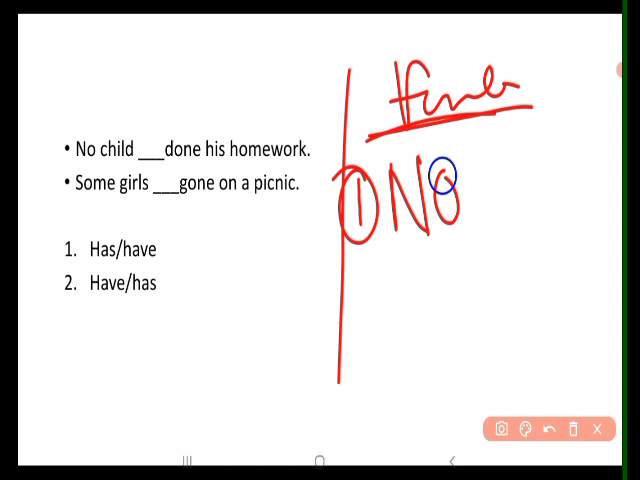 • No child ___done his homework.
• Some girls ___gone on a picnic.
1. Has/have
2. Have/has
① NO